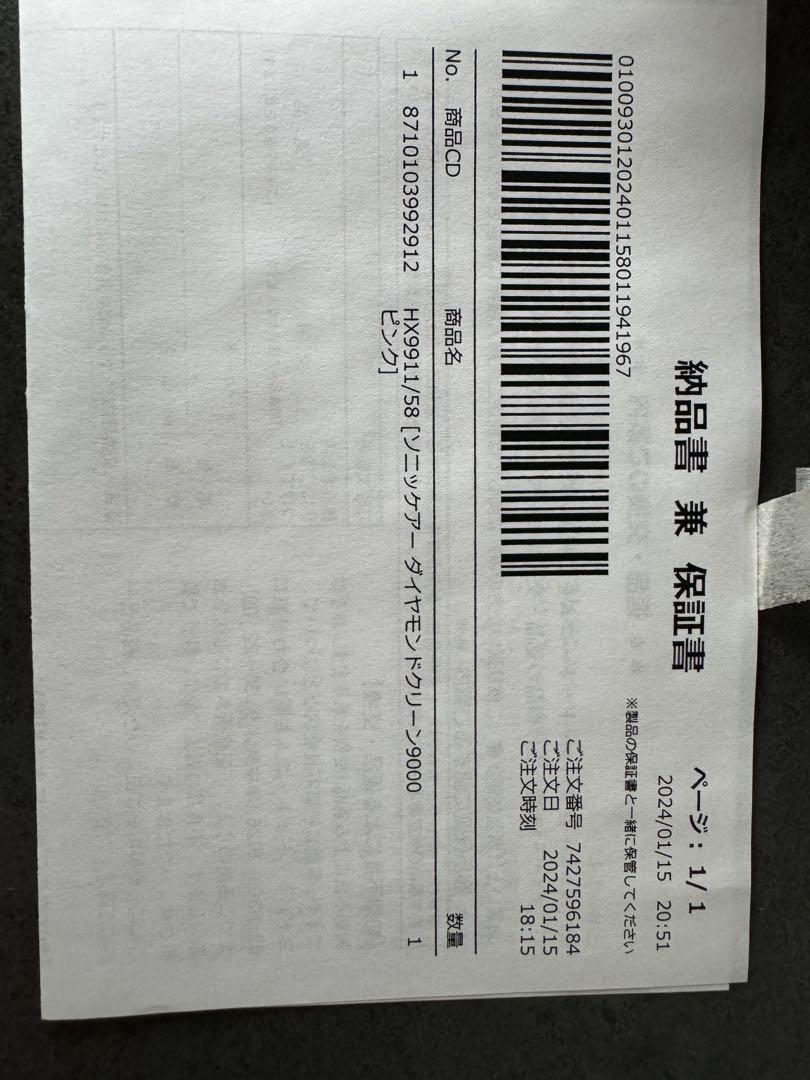 納品書 兼 保証書
ページ: 1/ 1
2024/01/15 20:51
※製品の保証書と一緒に保管してください
010093012024011580119​41967
ご注文番号 7427596184
ご注文日 2024/01/15
ご注文時刻 18:15
No. 商品CD 商品名 数量
1 8710103992912 HX9911/58 [ソニッケアー ダイヤモンドクリーン9000 1
ピンク]